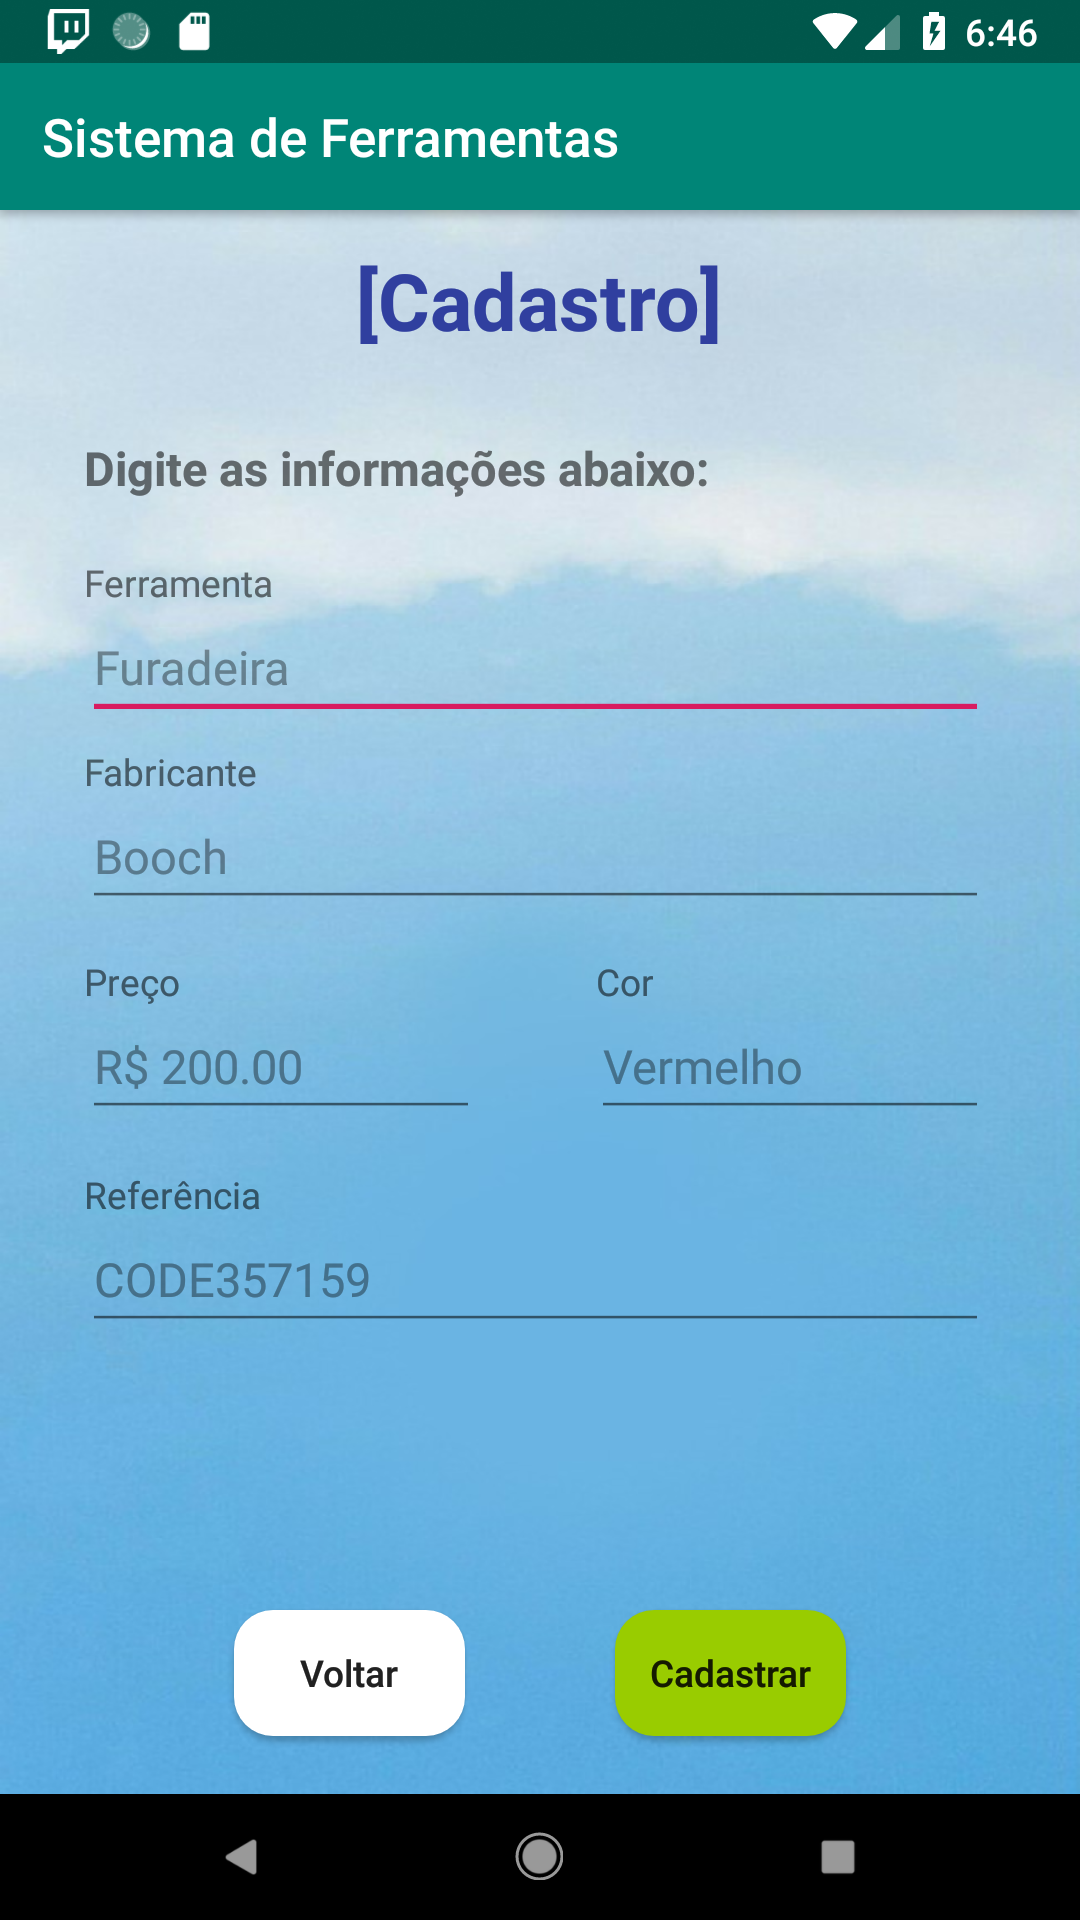 6:46
Sistema de Ferramentas
[Cadastro]
Digite as informações abaixo:
Ferramenta
Furadeira
Fabricante
Booch
Preço Cor
R$ 200.00 Vermelho
Referência
CODE357159
Voltar Cadastrar